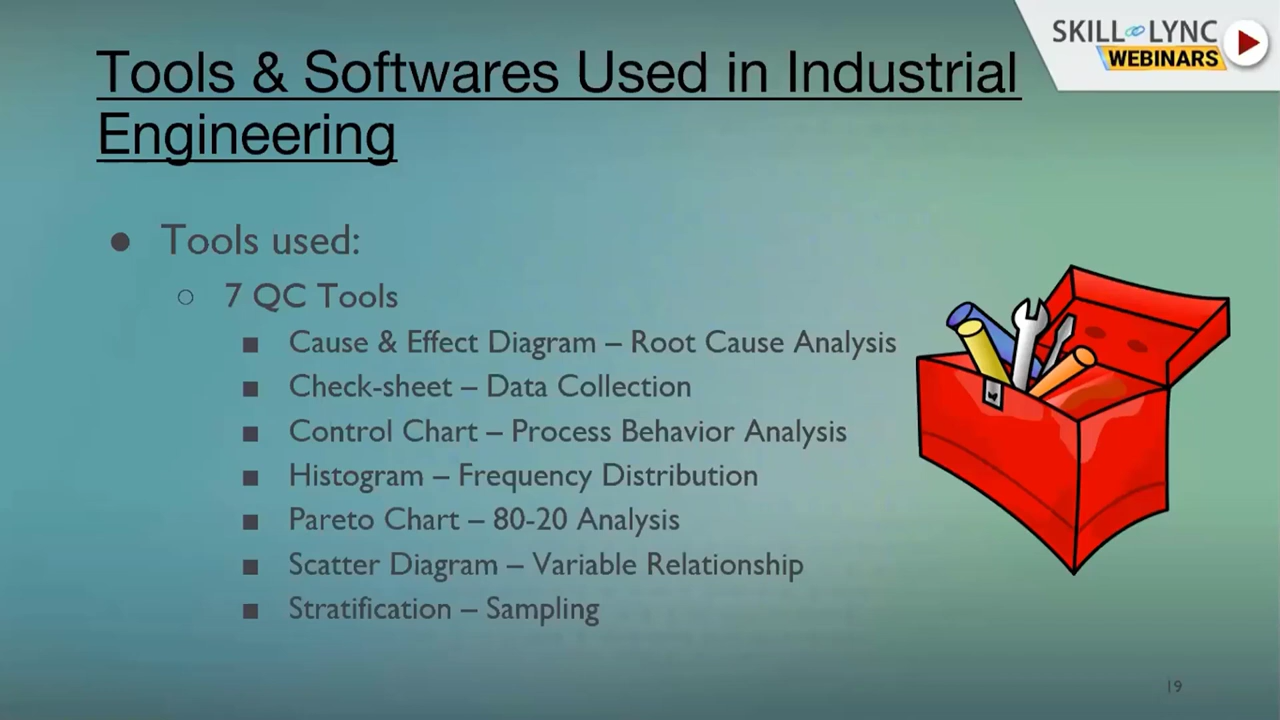 SKILL LYNC
WEBINARS
Tools & Softwares Used in Industrial
Engineering
● Tools used:
○ 7 QC Tools
■ Cause & Effect Diagram – Root Cause Analysis
■ Check-sheet – Data Collection
■ Control Chart – Process Behavior Analysis
■ Histogram – Frequency Distribution
■ Pareto Chart – 80-20 Analysis
■ Scatter Diagram – Variable Relationship
■ Stratification – Sampling
19